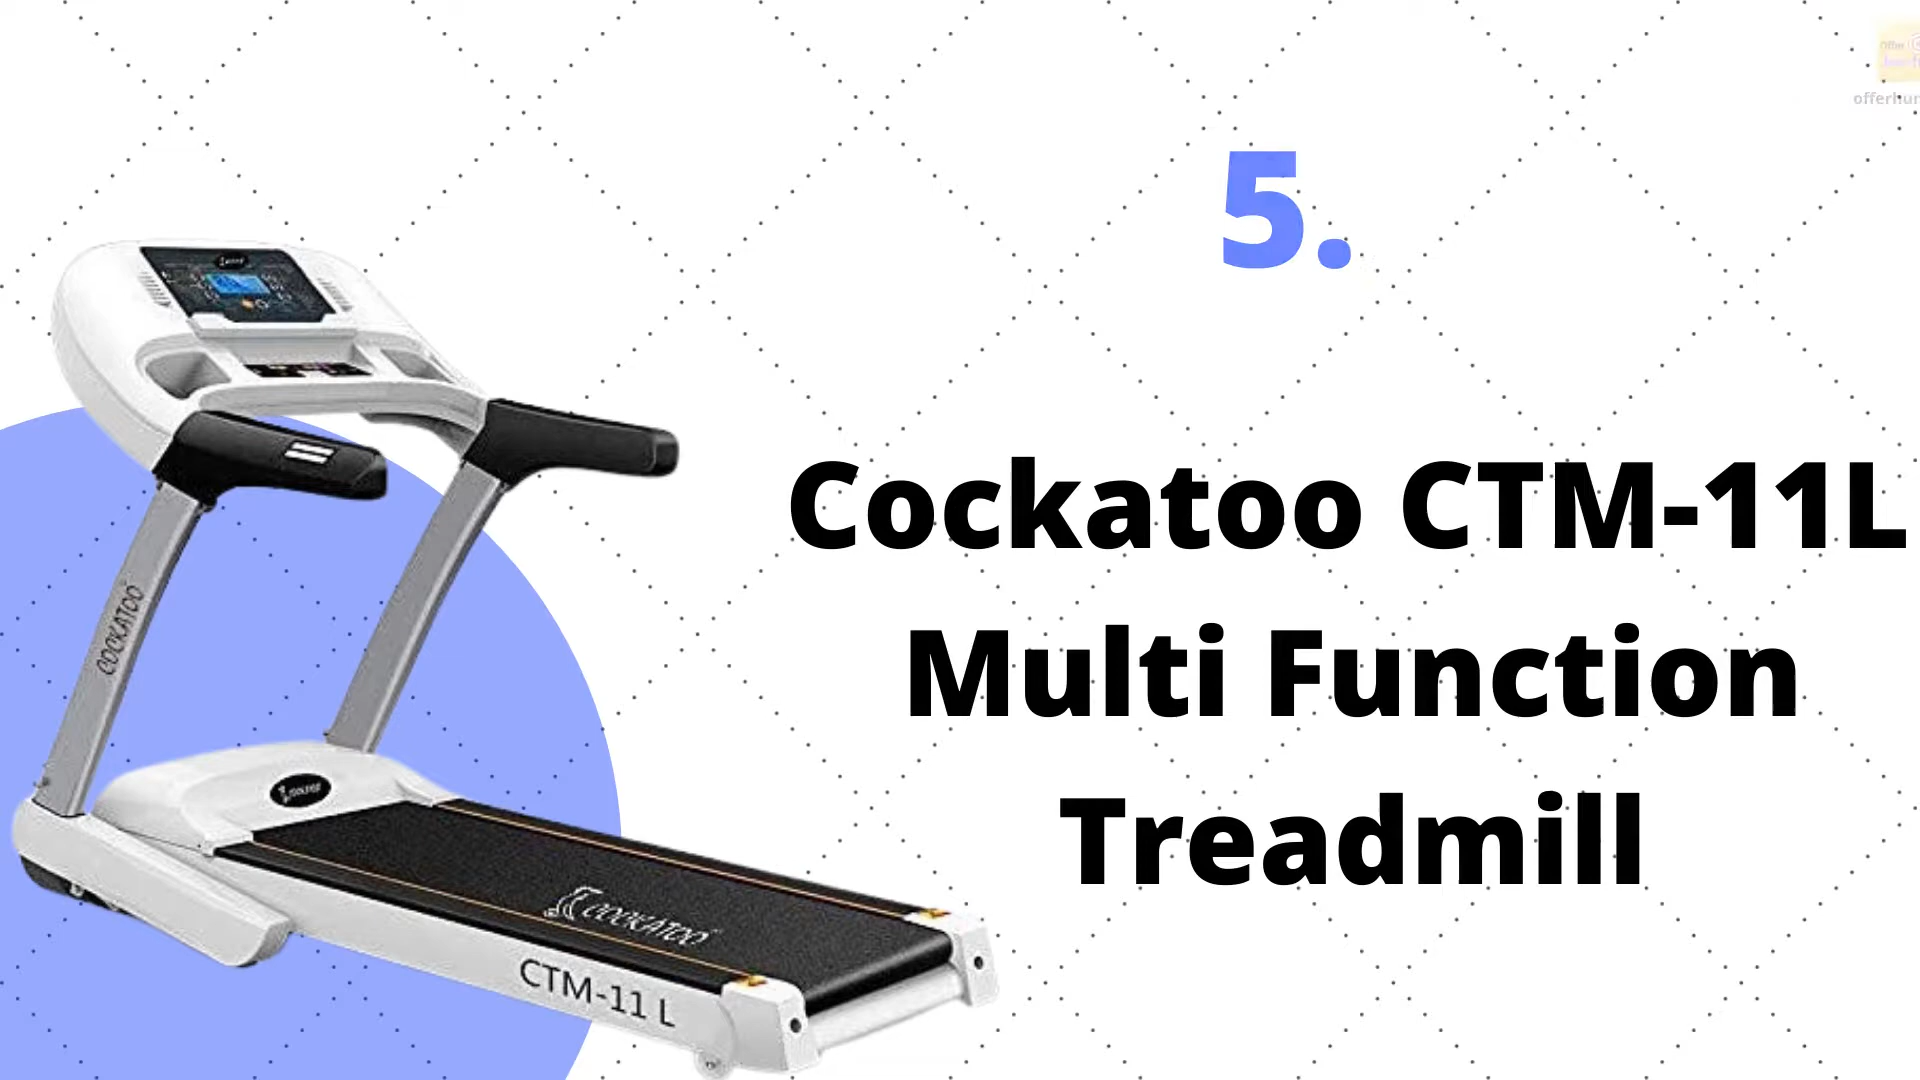 5.
Cockatoo CTM-11L
Multi Function
Treadmill
COCKATOO
COCKATOO
CTM-11 L